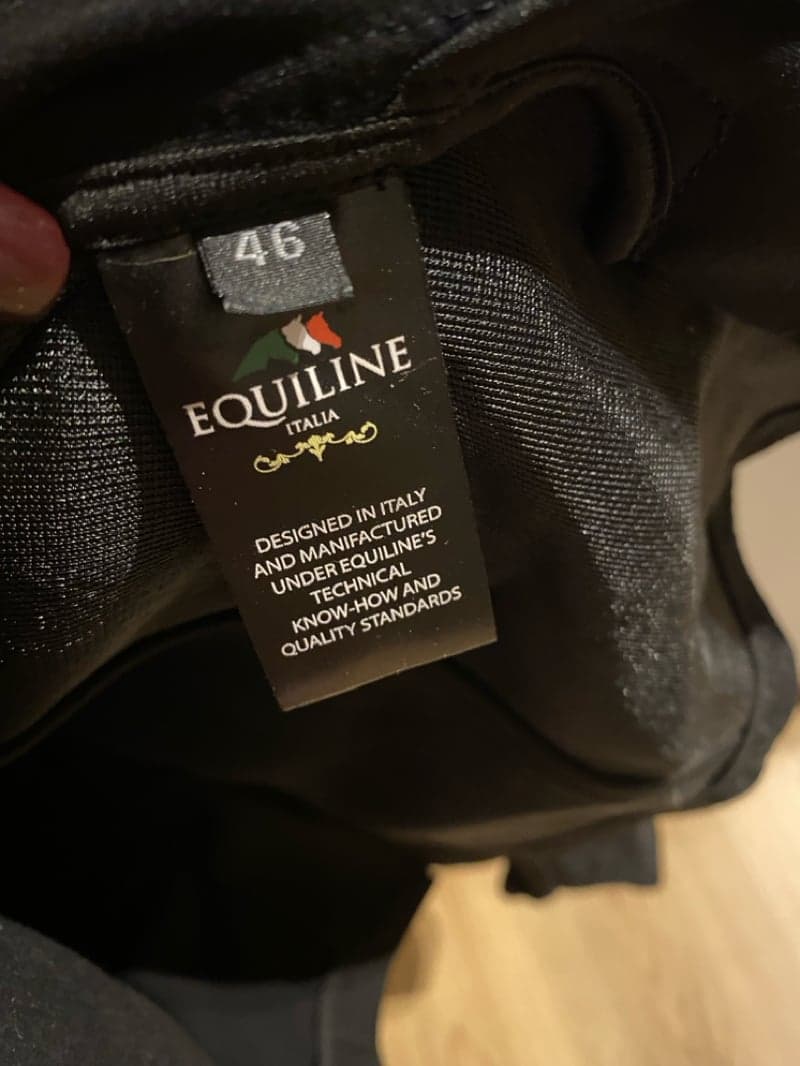 46
EQUILINE
ITALIA
DESIGNED IN ITALY
AND MANIFACTURED
UNDER EQUILINE'S
TECHNICAL
KNOW-HOW AND
QUALITY STANDARDS